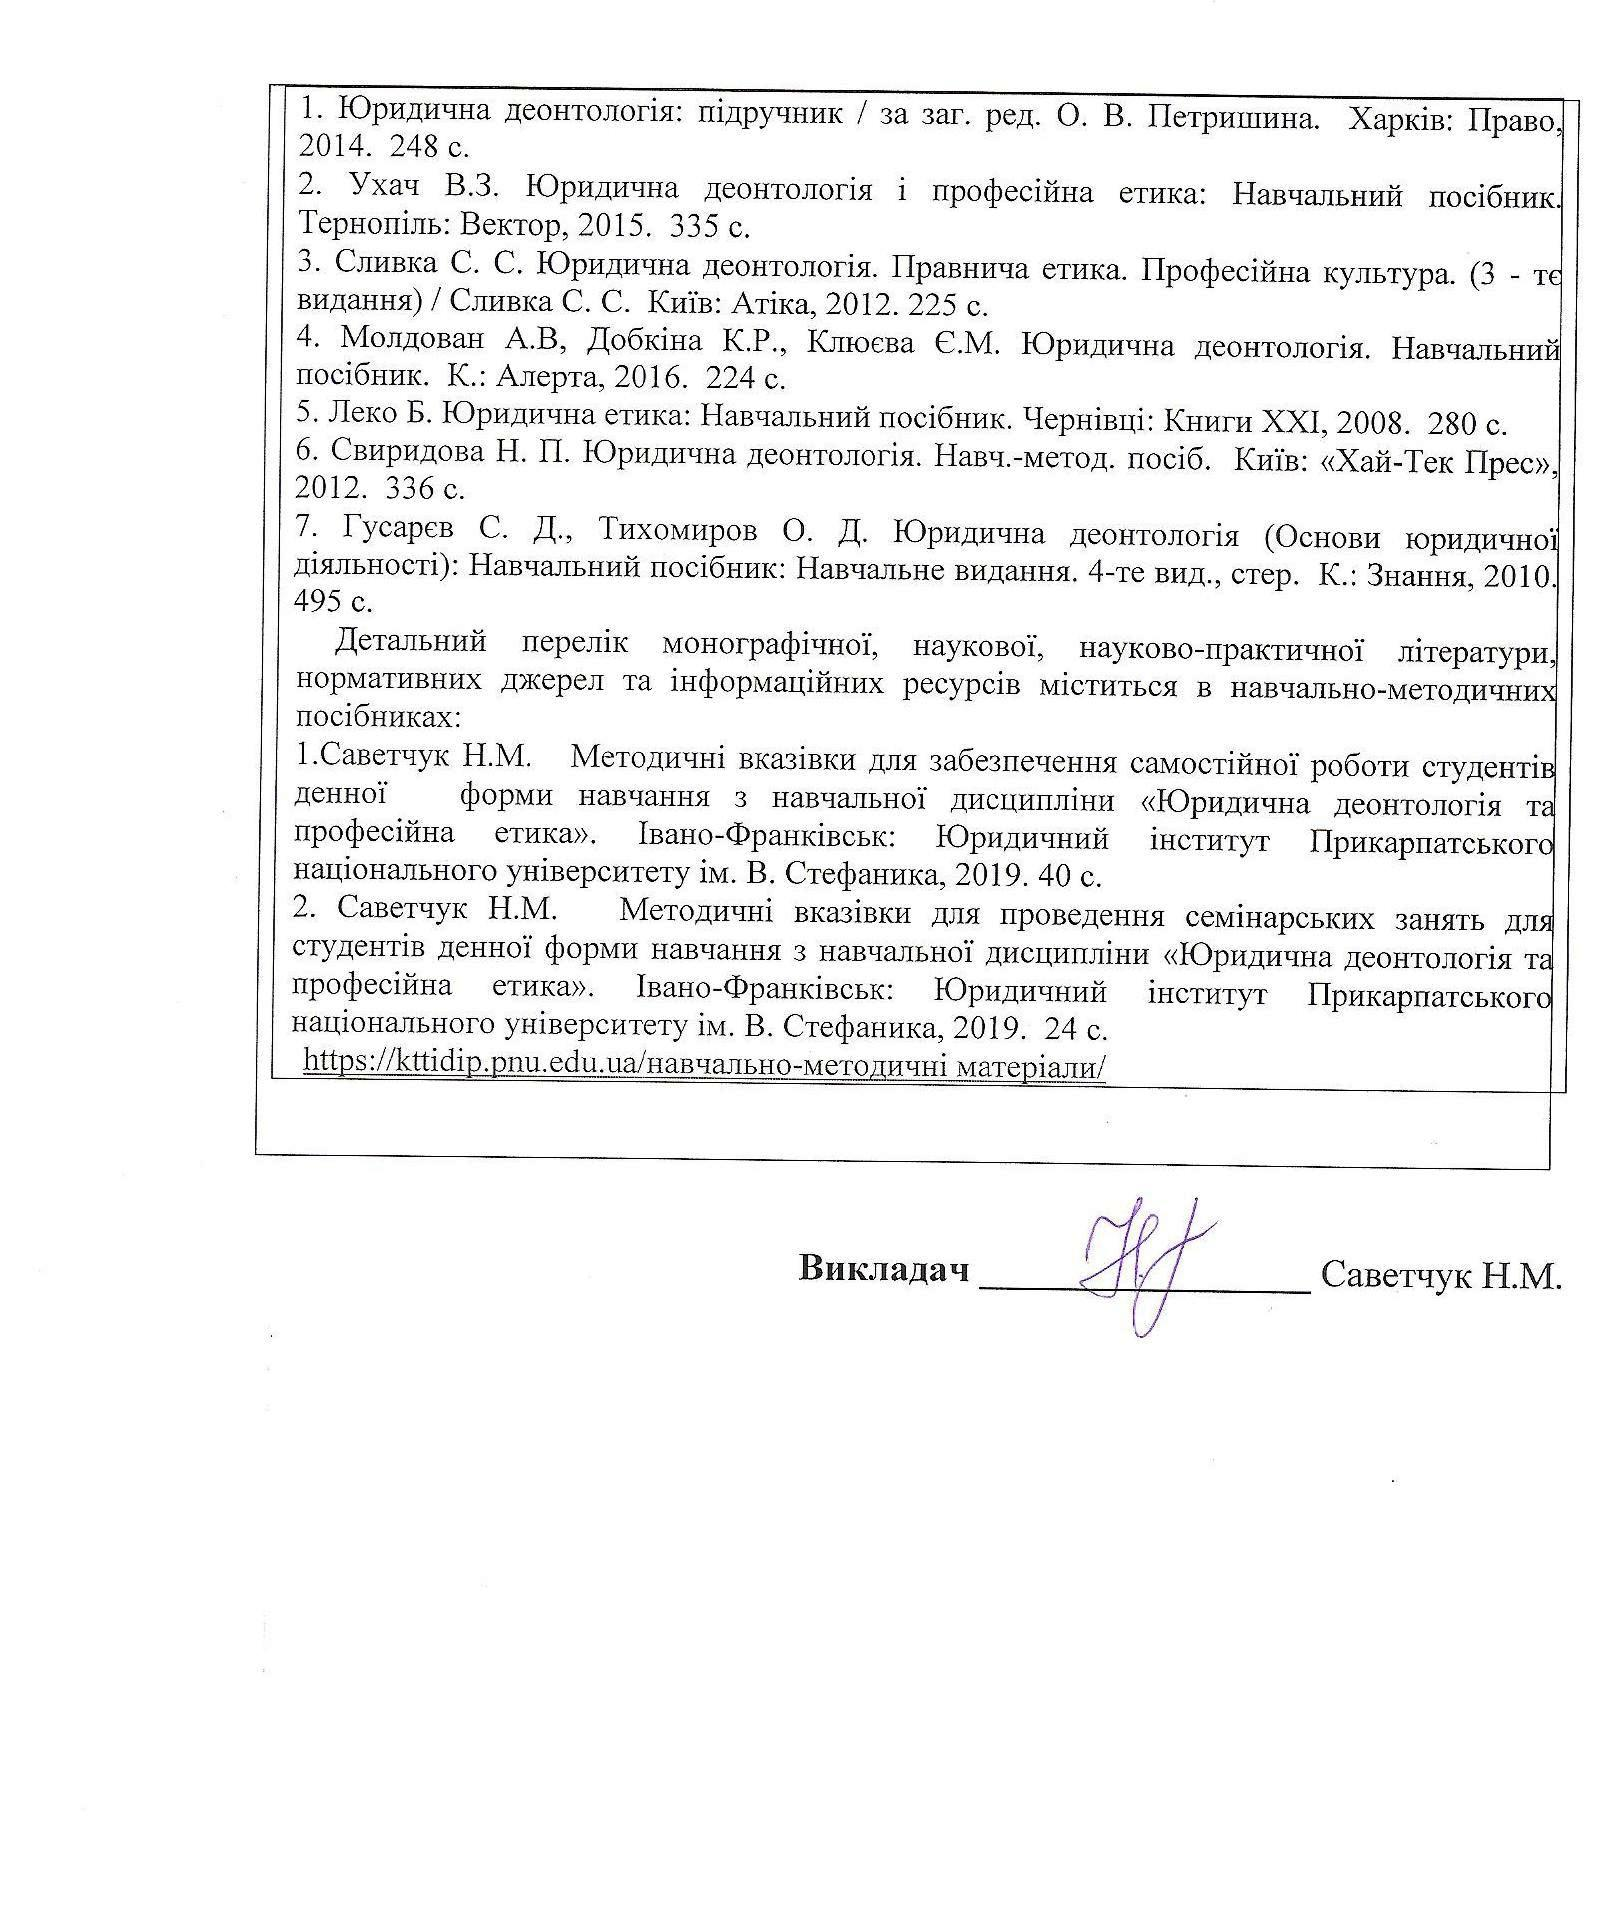 1. Юридична деонтологія: підручник / за заг. ред. О. В. Петришина. Харків: Право,
2014. 248 с.
2. Ухач В.З. Юридична деонтологія і професійна етика: Навчальний посібник.
Тернопіль: Вектор, 2015. 335 с.
3. Сливка С. С. Юридична деонтологія. Правнича етика. Професійна культура. (3 - тє
видання) / Сливка С. С. Київ: Атіка, 2012. 225 с.
4. Молдован А.В, Добкіна К.Р., Клюєва Є.М. Юридична деонтологія. Навчальний
посібник. К.: Алерта, 2016. 224 с.
5. Леко Б. Юридична етика: Навчальний посібник. Чернівці: Книги ХХІ, 2008. 280 с.
6. Свиридова Н. П. Юридична деонтологія. Навч.-метод. посіб. Київ: «Хай-Тек Прес»,
2012. 336 с.
7. Гусарєв С. Д., Тихомиров О. Д. Юридична деонтологія (Основи юридичної
діяльності): Навчальний посібник: Навчальне видання. 4-те вид., стер. К.: Знання, 2010.
495 с.
Детальний перелік монографічної, наукової, науково-практичної літератури,
нормативних джерел та інформаційних ресурсів міститься в навчально-методичних
посібниках:
1.Саветчук Н.М. Методичні вказівки для забезпечення самостійної роботи студентів
денної форми навчання з навчальної дисципліни «Юридична деонтологія та
професійна етика». Івано-Франківськ: Юридичний інститут Прикарпатського
національного університету ім. В. Стефаника, 2019. 40 с.
2. Саветчук Н.М. Методичні вказівки для проведення семінарських занять для
студентів денної форми навчання з навчальної дисципліни «Юридична деонтологія та
професійна етика». Івано-Франківськ: Юридичний інститут Прикарпатського
національного університету ім. В. Стефаника, 2019. 24 с.
https://kttidip.pnu.edu.ua/навчально-методичні матеріали/
Викладач _________________ Саветчук Н.М.